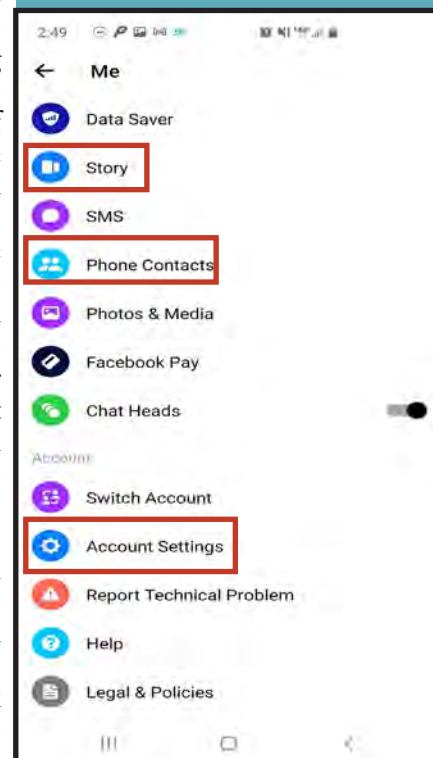 2:49
← Me
Data Saver
Story
SMS
Phone Contacts
Photos & Media
Facebook Pay
Chat Heads
Account
Switch Account
Account Settings
Report Technical Problem
Help
Legal & Policies